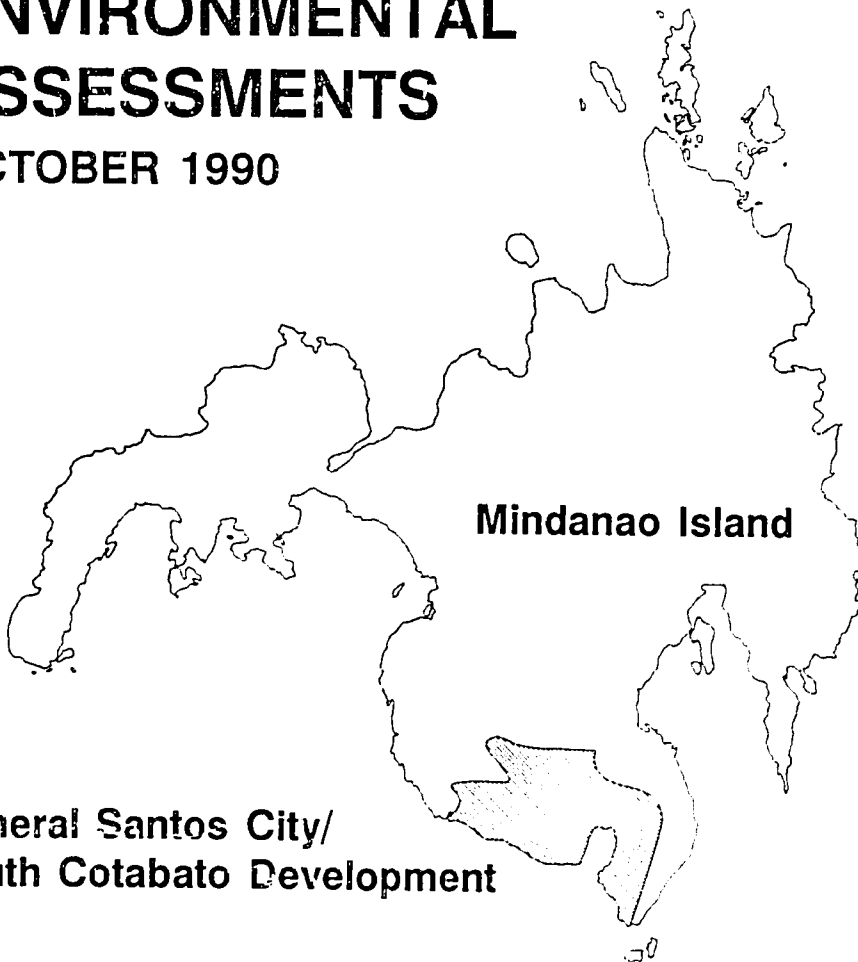 NVIRONMENTAL
SSESSMENTS
CTOBER 1990
Mindanao Island
neral Santos City/
uth Cotabato Development